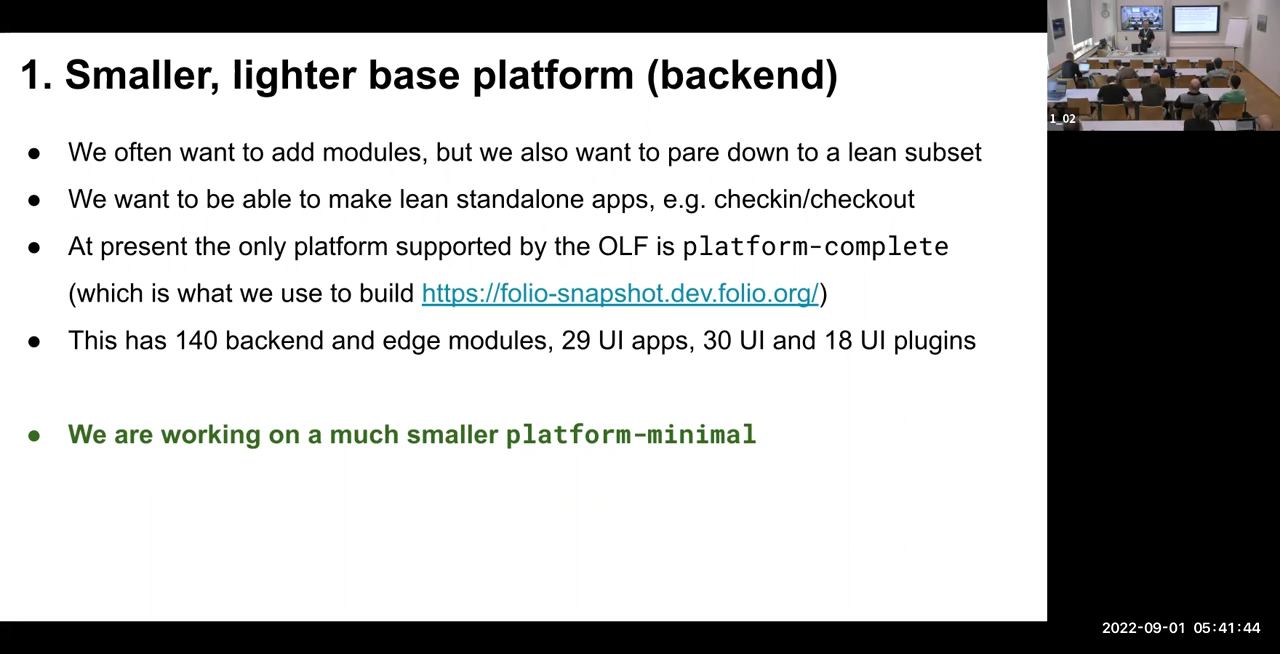 1. Smaller, lighter base platform (backend)
● We often want to add modules, but we also want to pare down to a lean subset
● We want to be able to make lean standalone apps, e.g. checkin/checkout
● At present the only platform supported by the OLF is platform-complete
(which is what we use to build https://folio-snapshot.dev.folio.org/)
● This has 140 backend and edge modules, 29 UI apps, 30 UI and 18 UI plugins
● We are working on a much smaller platform-minimal
1_02
2022-09-01 05:41:44